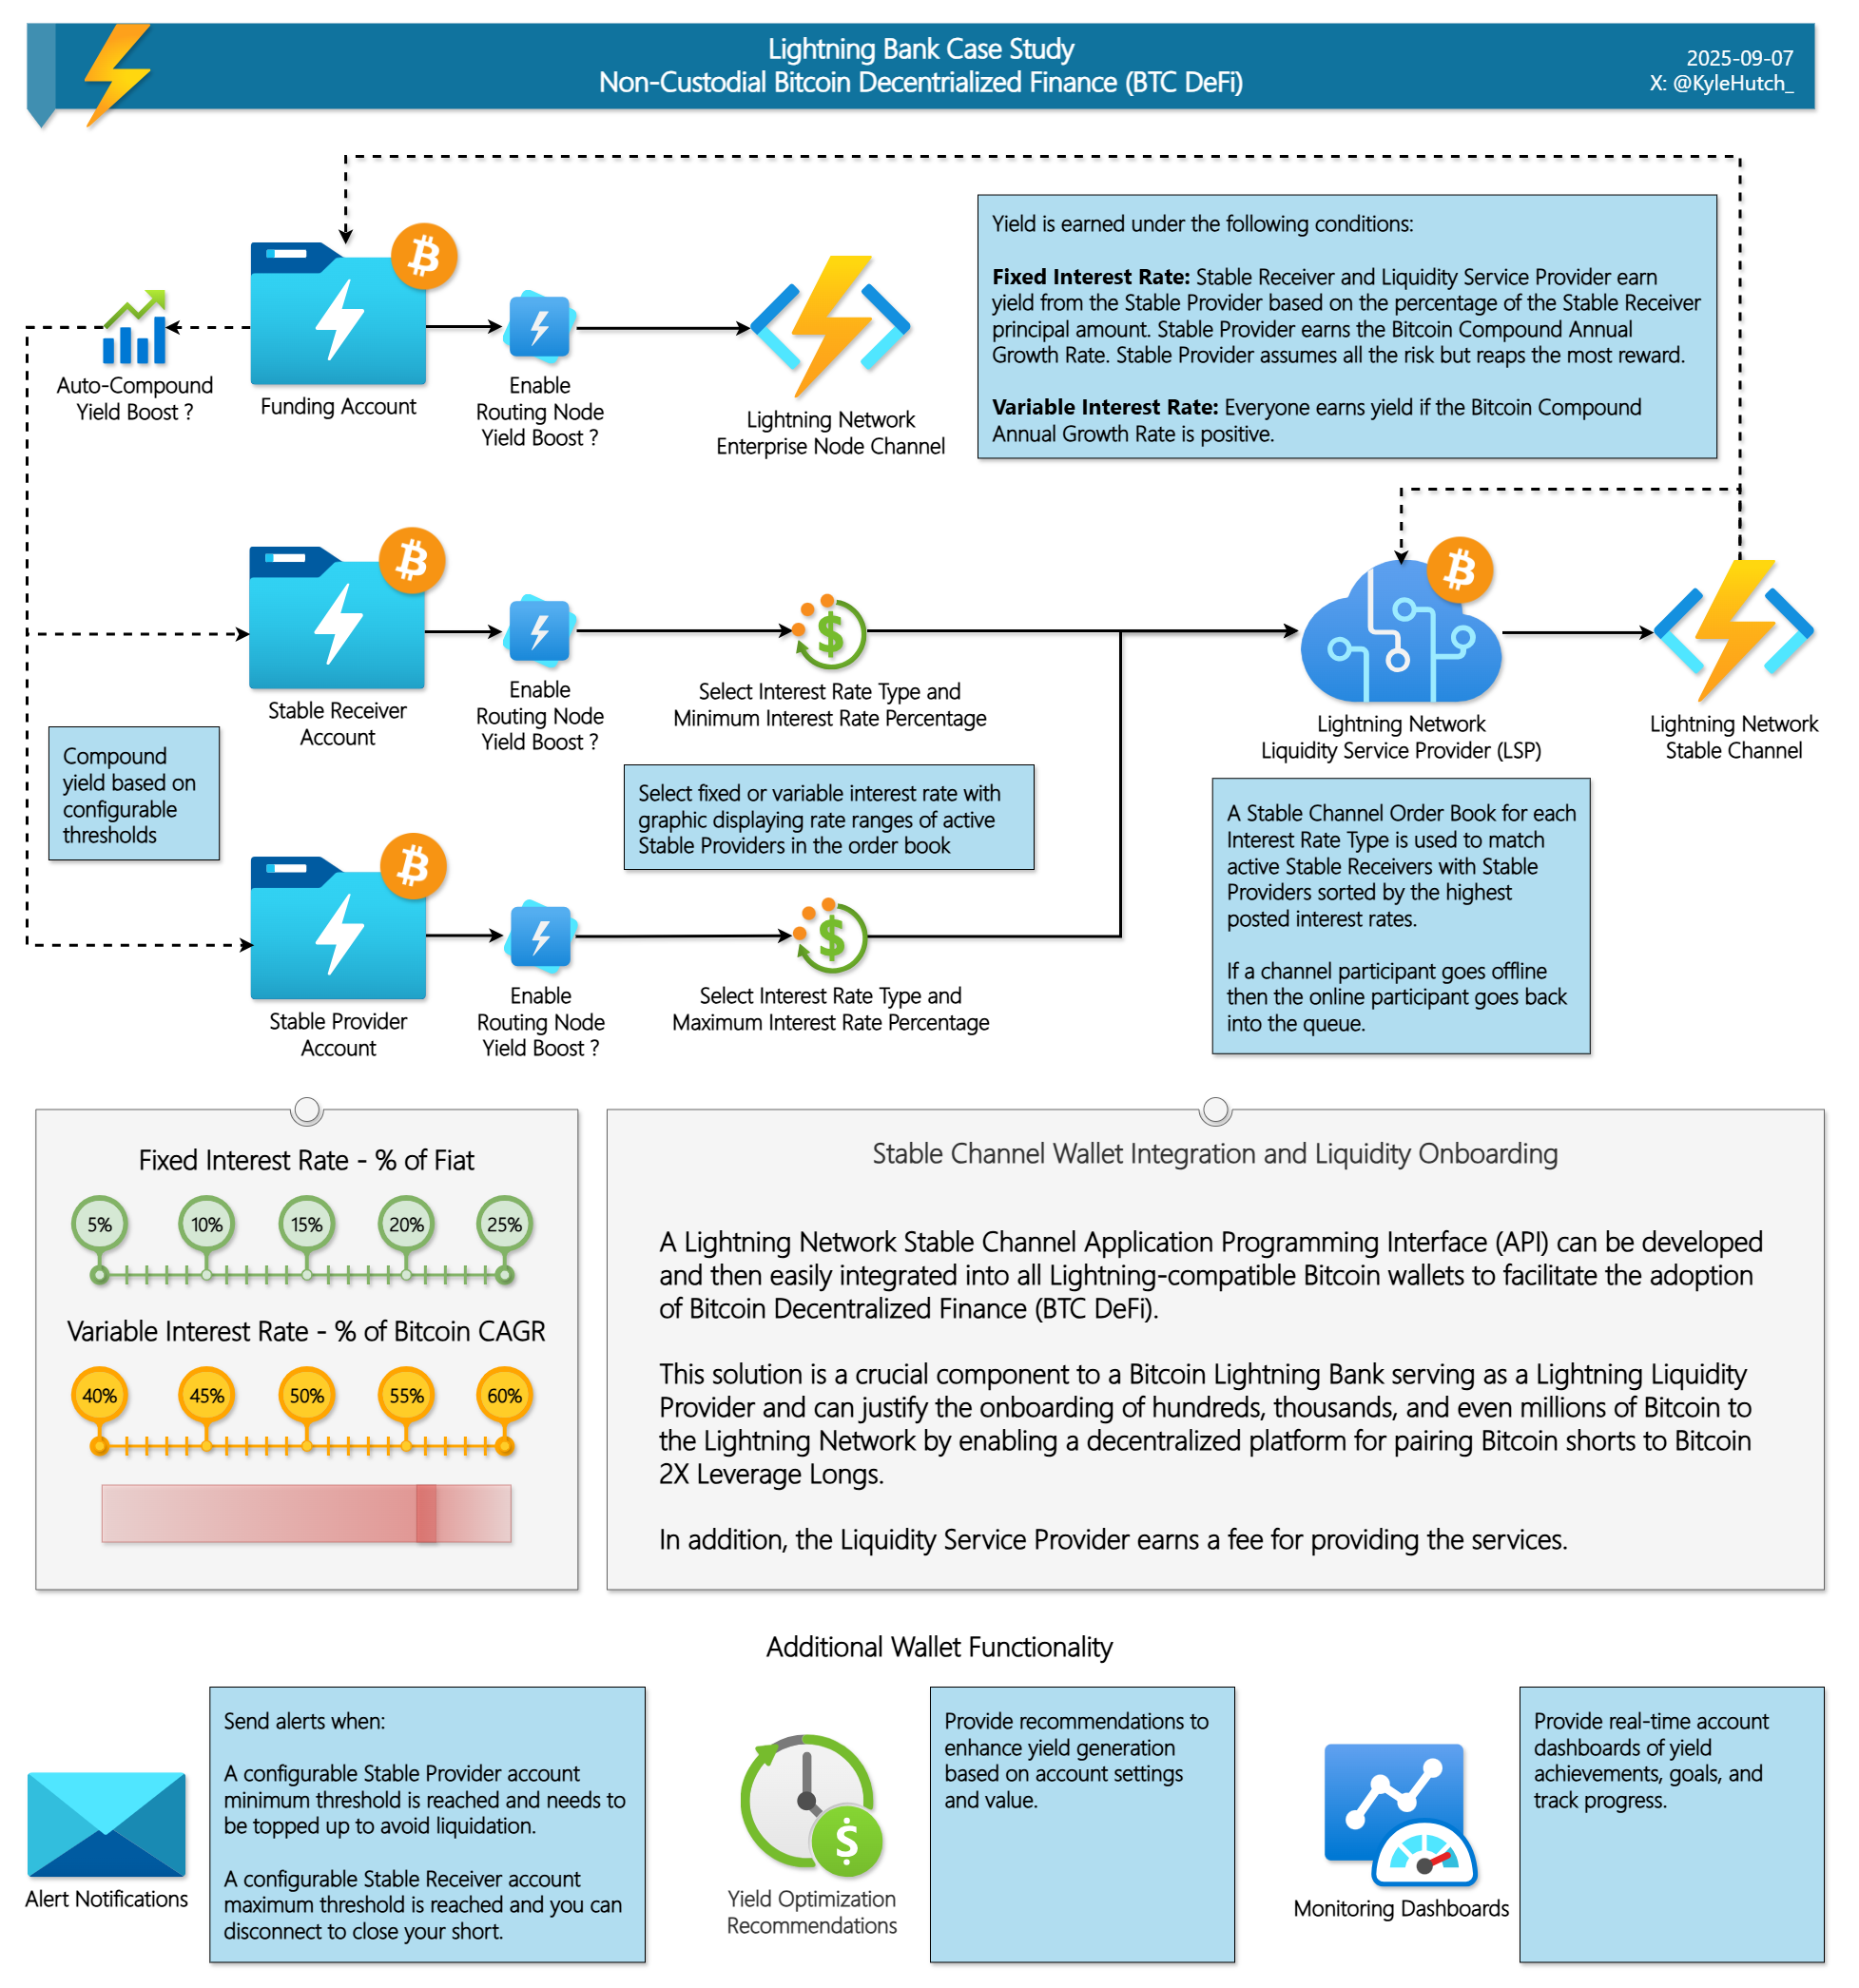 Lightning Bank Case Study
Non-Custodial Bitcoin Decentrialized Finance (BTC DeFi)
2025-09-07
X: @KyleHutch_
Yield is earned under the following conditions:
Fixed Interest Rate: Stable Receiver and Liquidity Service Provider earn
yield from the Stable Provider based on the percentage of the Stable Receiver
principal amount. Stable Provider earns the Bitcoin Compound Annual
Growth Rate. Stable Provider assumes all the risk but reaps the most reward.
Variable Interest Rate: Everyone earns yield if the Bitcoin Compound
Annual Growth Rate is positive.
Auto-Compound
Yield Boost ?
Funding Account
Enable
Routing Node
Yield Boost ?
Lightning Network
Enterprise Node Channel
Stable Receiver
Account
Enable
Routing Node
Yield Boost ?
Select Interest Rate Type and
Minimum Interest Rate Percentage
Lightning Network
Liquidity Service Provider (LSP)
Lightning Network
Stable Channel
Compound
yield based on
configurable
thresholds
Select fixed or variable interest rate with
graphic displaying rate ranges of active
Stable Providers in the order book
A Stable Channel Order Book for each
Interest Rate Type is used to match
active Stable Receivers with Stable
Providers sorted by the highest
posted interest rates.
If a channel participant goes offline
then the online participant goes back
into the queue.
Stable Provider
Account
Enable
Routing Node
Yield Boost ?
Select Interest Rate Type and
Maximum Interest Rate Percentage
Fixed Interest Rate - % of Fiat
5% 10% 15% 20% 25%
Variable Interest Rate - % of Bitcoin CAGR
40% 45% 50% 55% 60%
Stable Channel Wallet Integration and Liquidity Onboarding
A Lightning Network Stable Channel Application Programming Interface (API) can be developed
and then easily integrated into all Lightning-compatible Bitcoin wallets to facilitate the adoption
of Bitcoin Decentralized Finance (BTC DeFi).
This solution is a crucial component to a Bitcoin Lightning Bank serving as a Lightning Liquidity
Provider and can justify the onboarding of hundreds, thousands, and even millions of Bitcoin to
the Lightning Network by enabling a decentralized platform for pairing Bitcoin shorts to Bitcoin
2X Leverage Longs.
In addition, the Liquidity Service Provider earns a fee for providing the services.
Additional Wallet Functionality
Alert Notifications
Send alerts when:
A configurable Stable Provider account
minimum threshold is reached and needs to
be topped up to avoid liquidation.
A configurable Stable Receiver account
maximum threshold is reached and you can
disconnect to close your short.
Yield Optimization
Recommendations
Provide recommendations to
enhance yield generation
based on account settings
and value.
Monitoring Dashboards
Provide real-time account
dashboards of yield
achievements, goals, and
track progress.